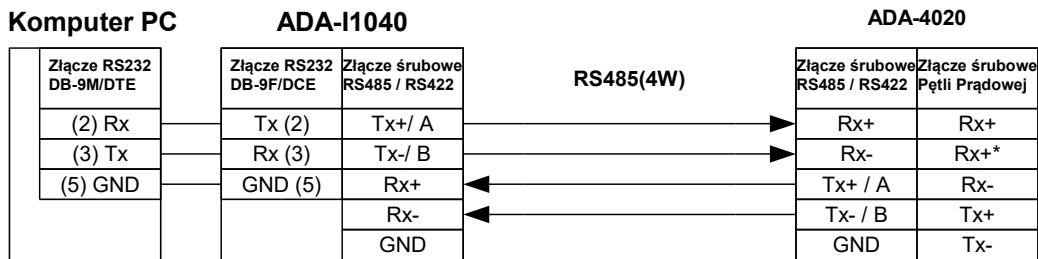 Komputer PC ADA-I1040 ADA-4020
Złącze RS232 Złącze RS232 Złącze śrubowe RS485(4W) Złącze śrubowe Złącze śrubowe
DB-9M/DTE DB-9F/DCE RS485 / RS422 RS485 / RS422 Pętli Prądowej
(2) Rx Tx (2) Tx+/ A Rx+ Rx+
(3) Tx Rx (3) Tx-/ B Rx- Rx+*
(5) GND GND (5) Rx+ Tx+ / A Rx-
Rx- Tx- / B Tx+
GND GND Tx-